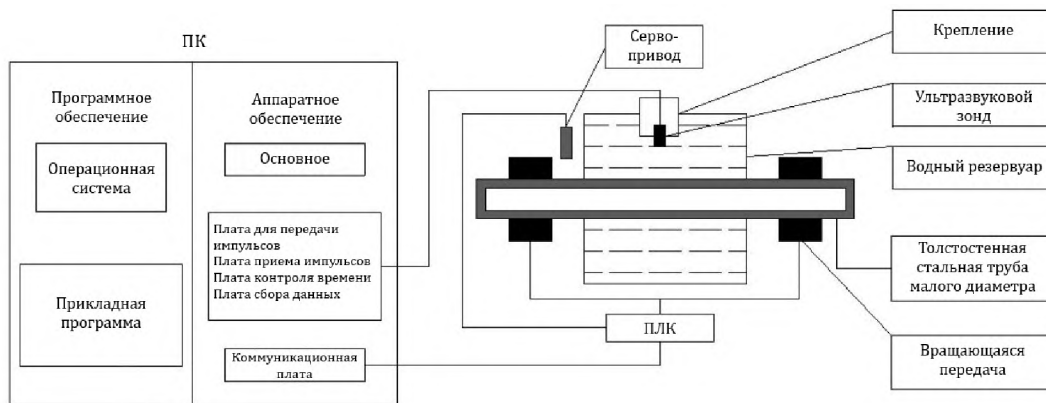 ПК
Программное
обеспечение
Операционная
система
Прикладная
программа
Аппаратное
обеспечение
Основное
Плата для передачи
импульсов
Плата приема импульсов
Плата контроля времени
Плата сбора данных
Коммуникационная
плата
Серво-
привод
ПЛК
Крепление
Ультразвуковой
зонд
Водный резервуар
Толстостенная
стальная труба
малого диаметра
Вращающаяся
передача